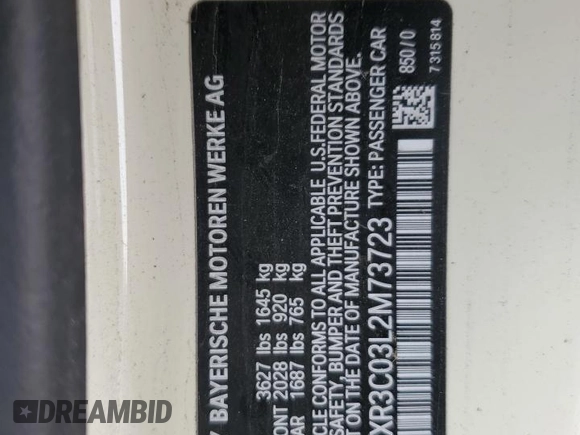 Y BAYERISCHE MOTOREN WERKE AG
3627 lbs 1645 kg
ONT 2028 lbs 920 kg
AR 1687 lbs 765 kg
CLE CONFORMS TO ALL APPLICABLE U.S. FEDERAL MOTOR
SAFETY, BUMPER AND THEFT PREVENTION STANDARDS
THE DATE OF MANUFACTURE SHOWN ABOVE.
XR3C03L2M73723 TYPE: PASSENGER CAR
850/0
7315814
DREAMBID